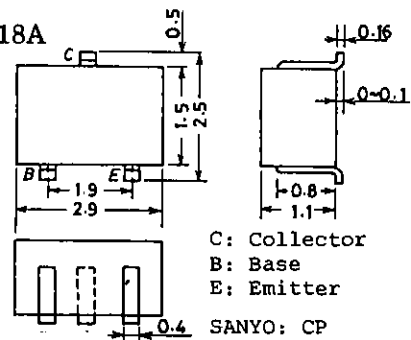 18A
C
0.5
1.5
2.5
B
E
1.9
2.9
0.16
0~0.1
0.8
1.1
0.4
C: Collector
B: Base
E: Emitter
SANYO: CP